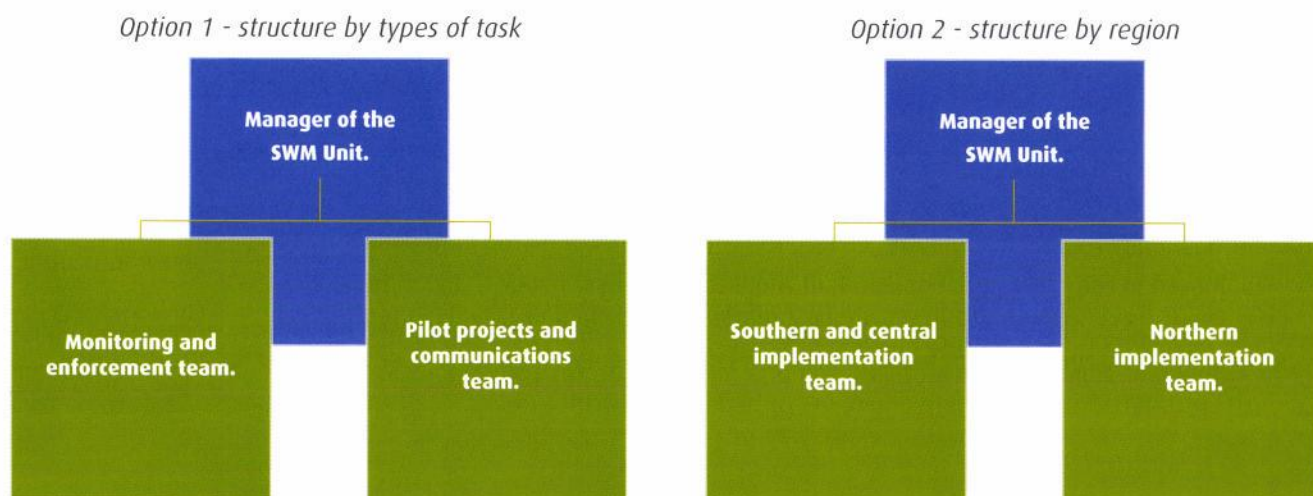 Option 1 - structure by types of task
Manager of the
SWM Unit.
Monitoring and
enforcement team.
Pilot projects and
communications
team.
Option 2 - structure by region
Manager of the
SWM Unit.
Southern and central
implementation
team.
Northern
implementation
team.